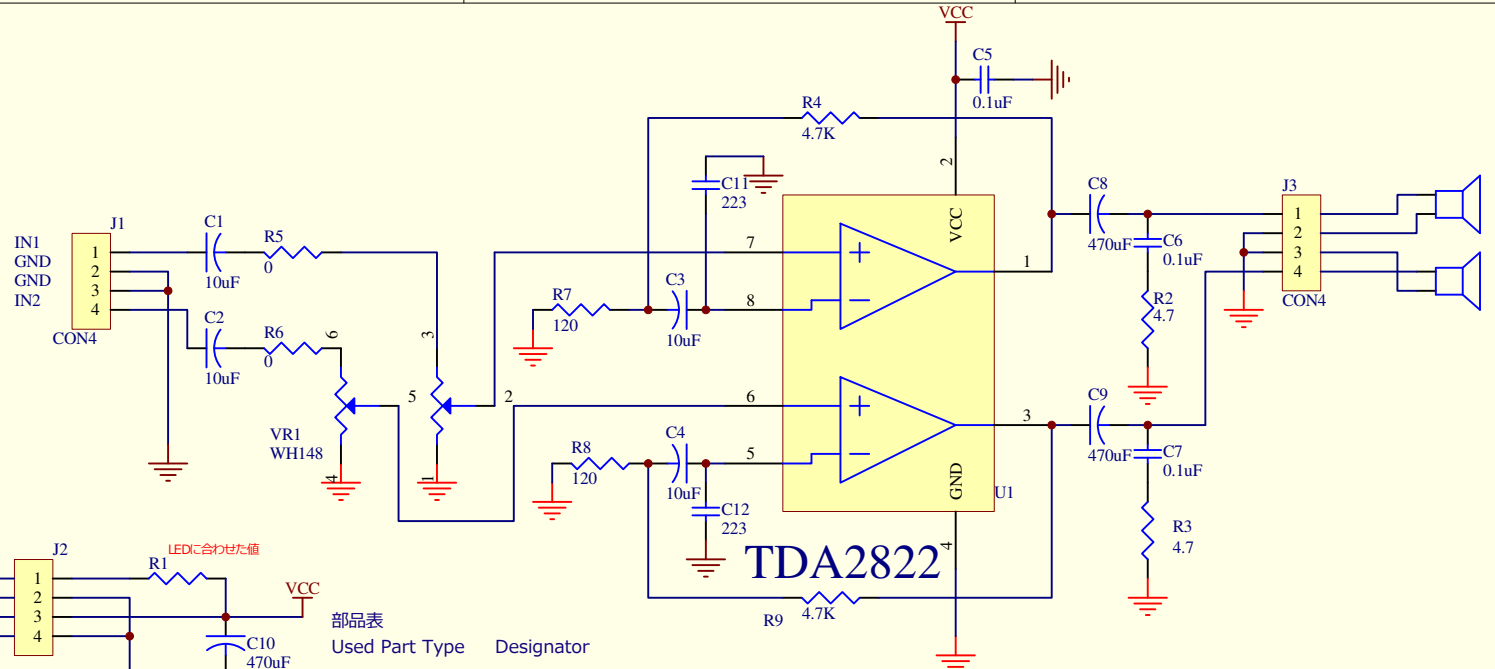 VCC
C5
0.1uF
R4
4.7K
2
C11
223
VCC
C8
470uF
J3
1
2
3
4
CON4
C6
0.1uF
R2
4.7
J1
IN1
GND
GND
IN2
1
2
3
4
CON4
C1
10uF
R5
0
C2
10uF
R6
0
6
3
5
2
VR1
WH148
4
1
7
1
C3
10uF
8
R7
120
6
3
C4
10uF
5
R8
120
C12
223
GND
U1
4
TDA2822
R9
4.7K
C9
470uF
C7
0.1uF
R3
4.7
J2
1
2
3
4
R1
LEDに合わせた値
VCC
C10
470uF
部品表
Used Part Type Designator